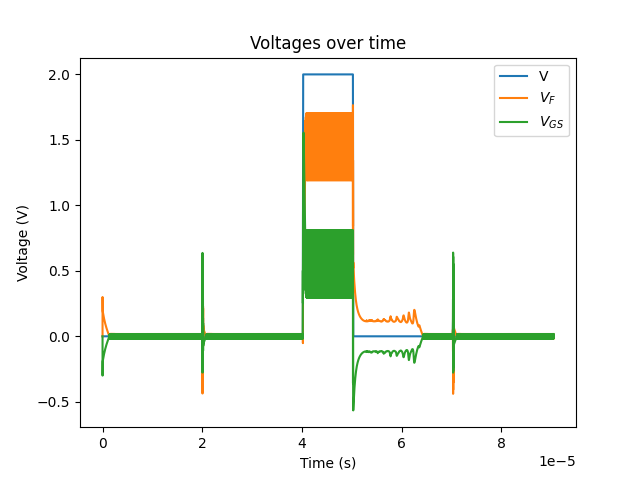 Voltages over time
Voltage (V)
2.0
1.5
1.0
0.5
0.0
−0.5
V
V_F
V_GS
0 2 4 6 8
1e−5
Time (s)